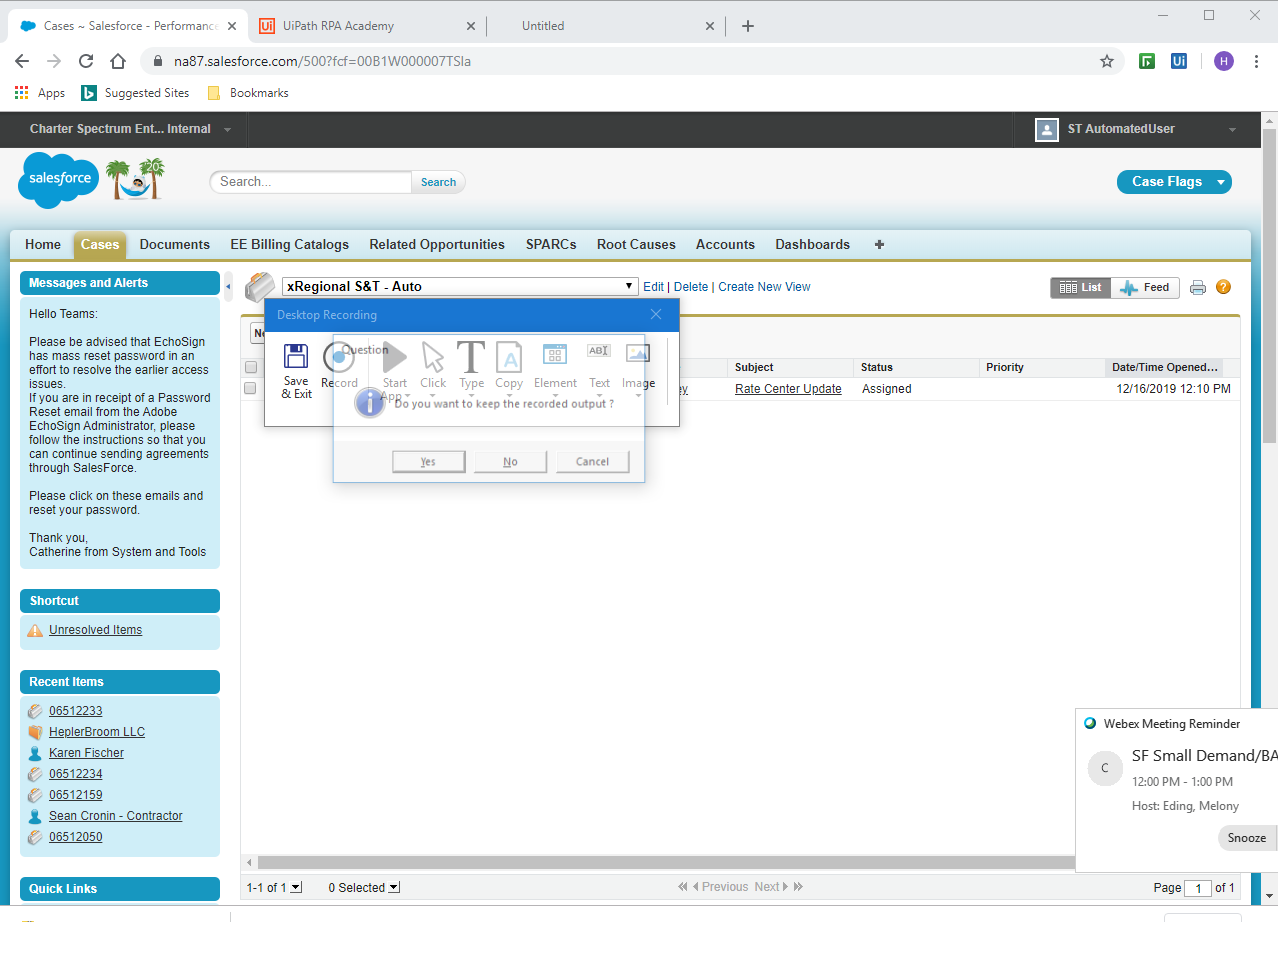 Cases ~ Salesforce - Performance
UiPath RPA Academy
Untitled
na87.salesforce.com/500?fcf=00B1W000007TSIa
Apps
Suggested Sites
Bookmarks
Charter Spectrum Ent... Internal
ST AutomatedUser
salesforce
Search...
Search
Case Flags
Home
Cases
Documents
EE Billing Catalogs
Related Opportunities
SPARCs
Root Causes
Accounts
Dashboards
Messages and Alerts
Hello Teams:
Please be advised that EchoSign
has mass reset password in an
effort to resolve the earlier access
issues.
If you are in receipt of a Password
Reset email from the Adobe
EchoSign Administrator, please
follow the instructions so that you
can continue sending agreements
through SalesForce.
Please click on these emails and
reset your password.
Thank you,
Catherine from System and Tools
Shortcut
Unresolved Items
Recent Items
06512233
HeplerBroom LLC
Karen Fischer
06512234
06512159
Sean Cronin - Contractor
06512050
Quick Links
xRegional S&T - Auto
Edit | Delete | Create New View
List
Feed
Desktop Recording
Save
& Exit
Record
Start
App
Click
Type
Copy
Element
Text
Image
Question
Do you want to keep the recorded output ?
Yes
No
Cancel
Subject
Status
Priority
Date/Time Opened...
Rate Center Update
Assigned
12/16/2019 12:10 PM
Webex Meeting Reminder
SF Small Demand/BA
C
12:00 PM - 1:00 PM
Host: Eding, Melony
Snooze
1-1 of 1
0 Selected
Previous
Next
Page 1 of 1